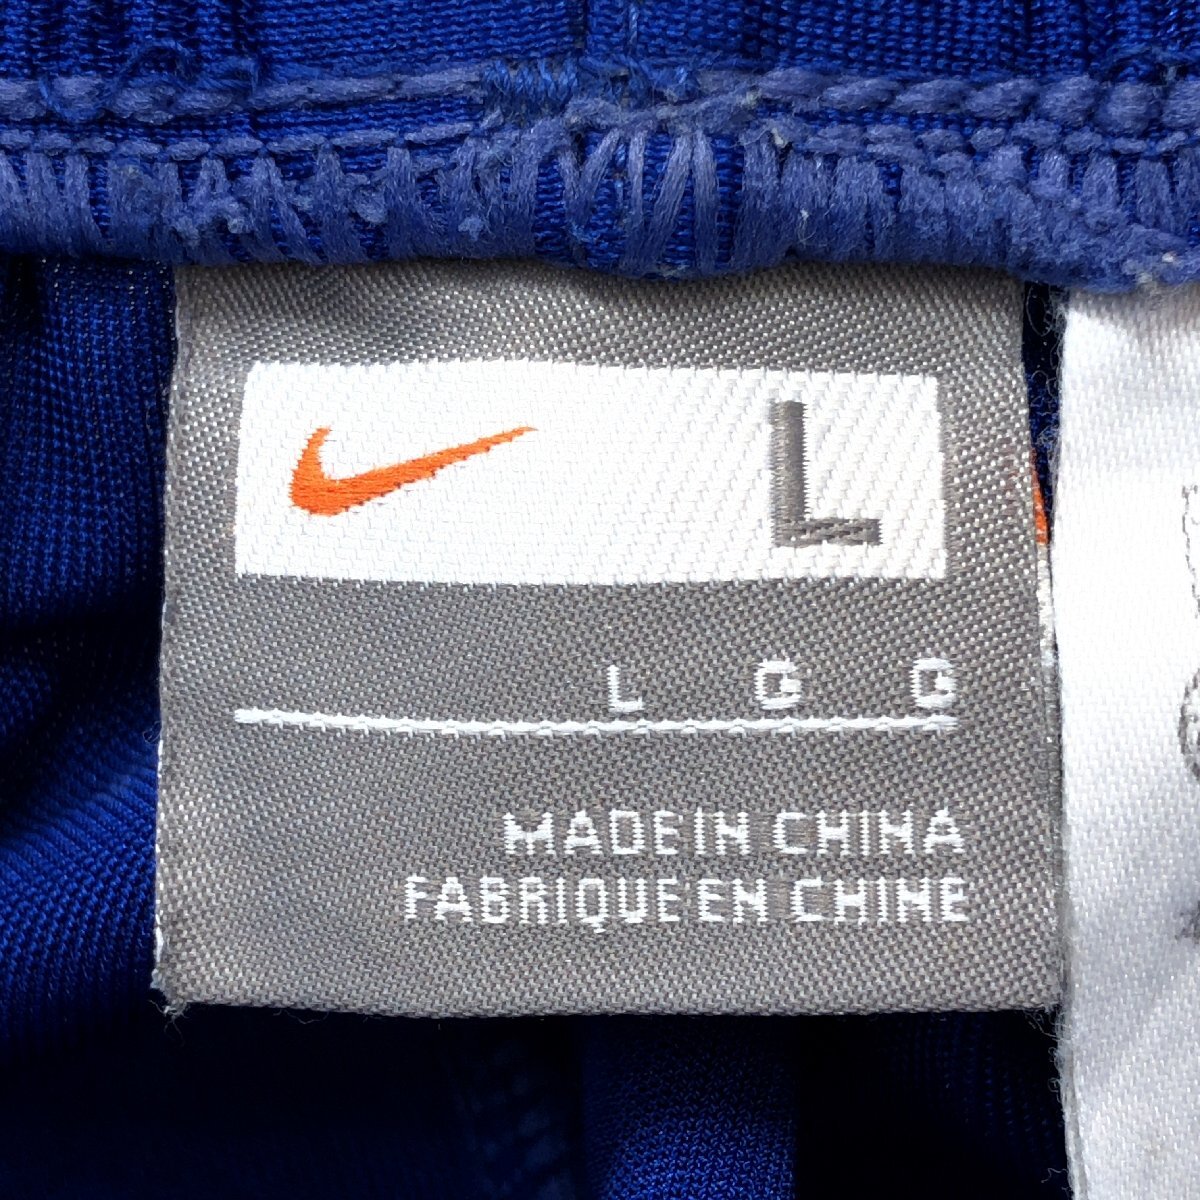 L
L G G
MADE IN CHINA
FABRIQUE EN CHINE